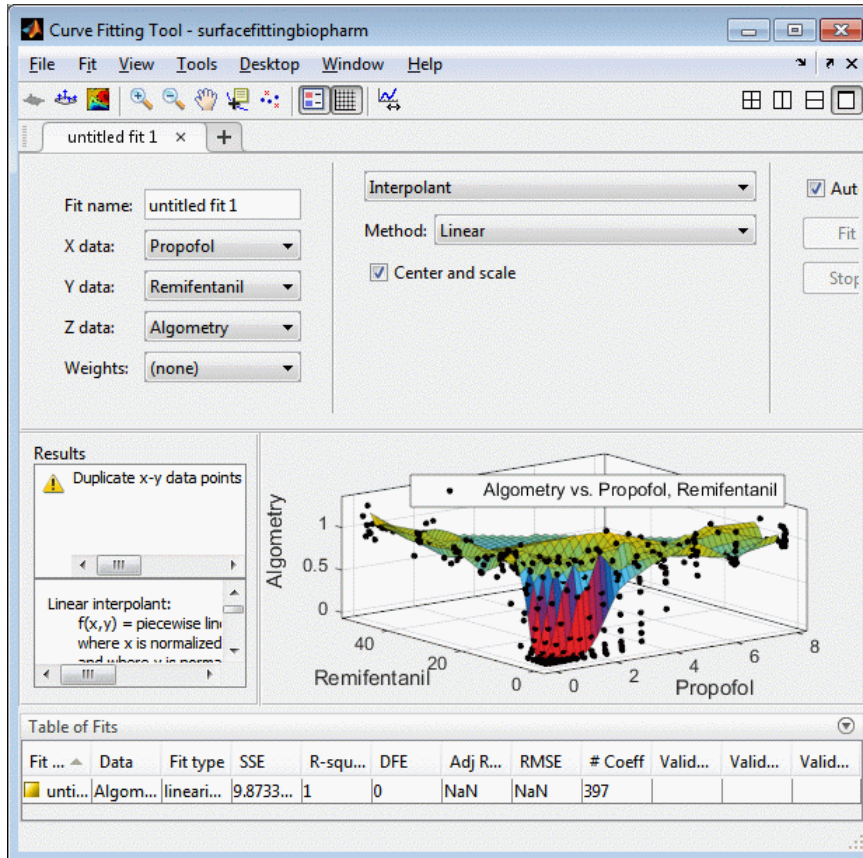 Curve Fitting Tool - surfacefittingbiopharm
File Fit View Tools Desktop Window Help
untitled fit 1
Fit name: untitled fit 1
X data: Propofol
Y data: Remifentanil
Z data: Algometry
Weights: (none)
Interpolant
Method: Linear
Center and scale
Aut
Fit
Stop
Results
Duplicate x-y data points
Linear interpolant:
f(x,y) = piecewise line
where x is normalized
Algometry vs. Propofol, Remifentanil
Algometry
1
0.5
0
40
20
0
Remifentanil
0
2
4
6
8
Propofol
Table of Fits
Fit ... Data Fit type SSE R-squ... DFE Adj R... RMSE # Coeff Valid... Valid... Valid...
unti... Algom... lineari... 9.8733... 1 0 NaN NaN 397